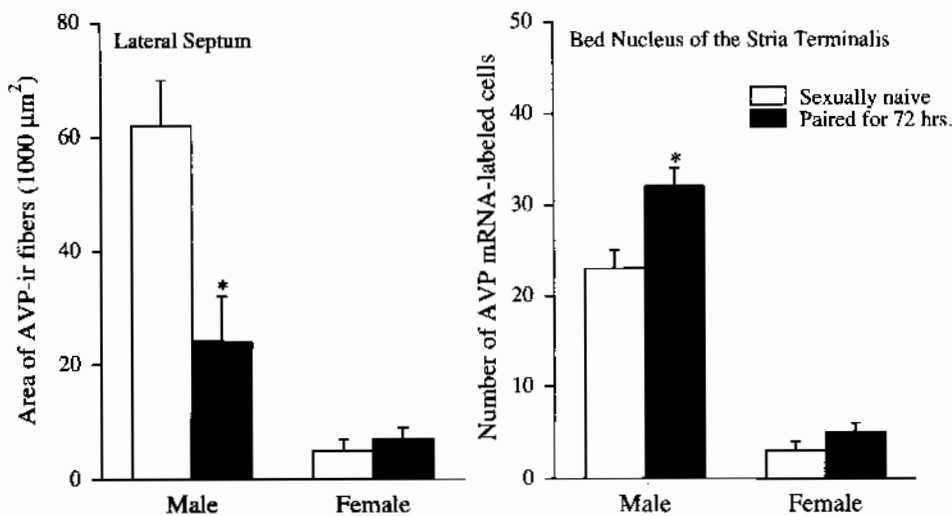 Lateral Septum
Area of AVP-ir fibers (1000 μm²)
80
60
40
20
0
*
Male
Female
Bed Nucleus of the Stria Terminalis
Sexually naive
Paired for 72 hrs.
Number of AVP mRNA-labeled cells
50
40
30
20
10
0
*
Male
Female